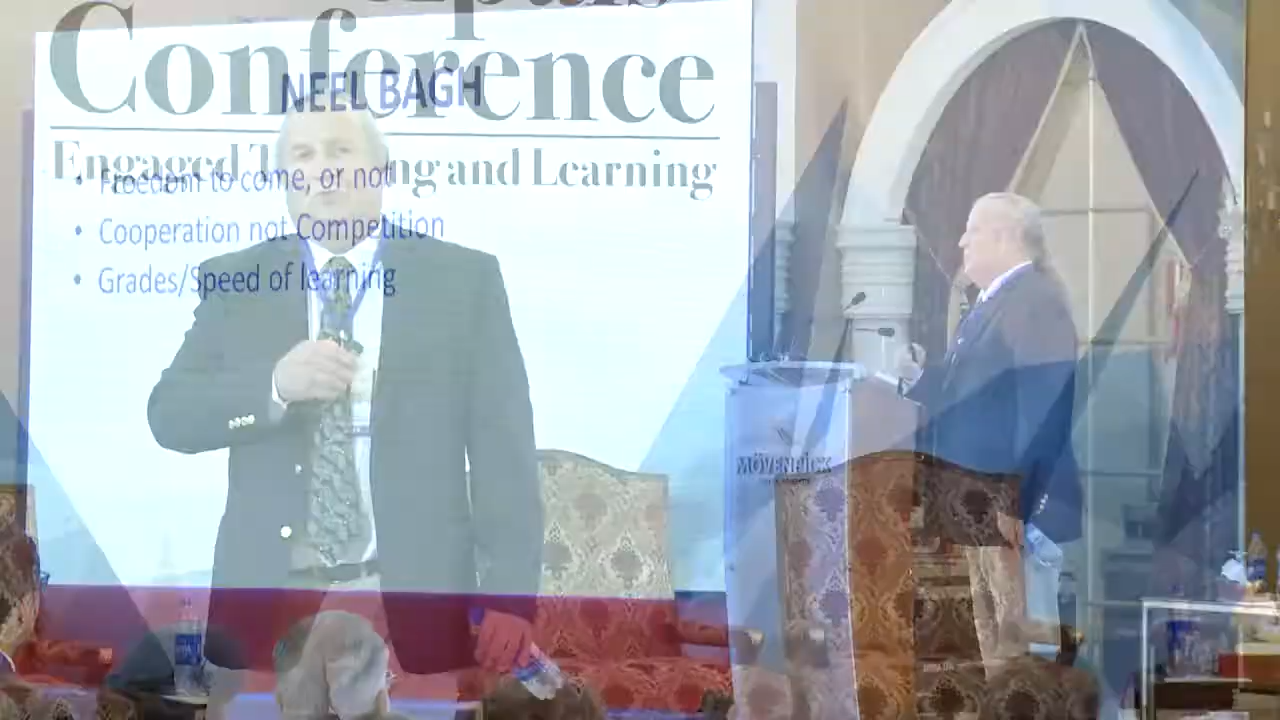 Conference
NEEL BAGH
Engaged and Learning
• Freedom to come, or not
• Cooperation not Competition
• Grades/Speed of learning
MÖVENPICK